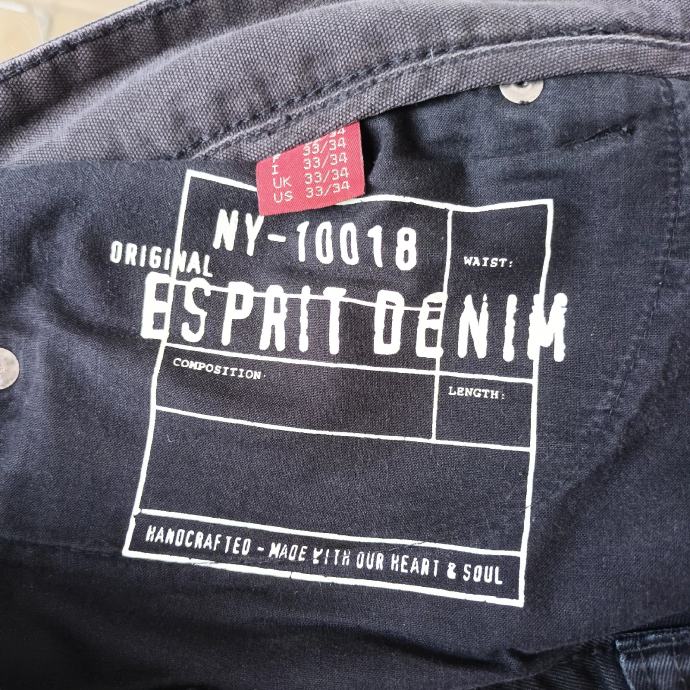 33/34
I 33/34
UK 33/34
US 33/34
NY-10018
WAIST:
ORIGINAL
ESPRIT DENIM
COMPOSITION:
LENGTH:
HANDCRAFTED - MADE WITH OUR HEART & SOUL